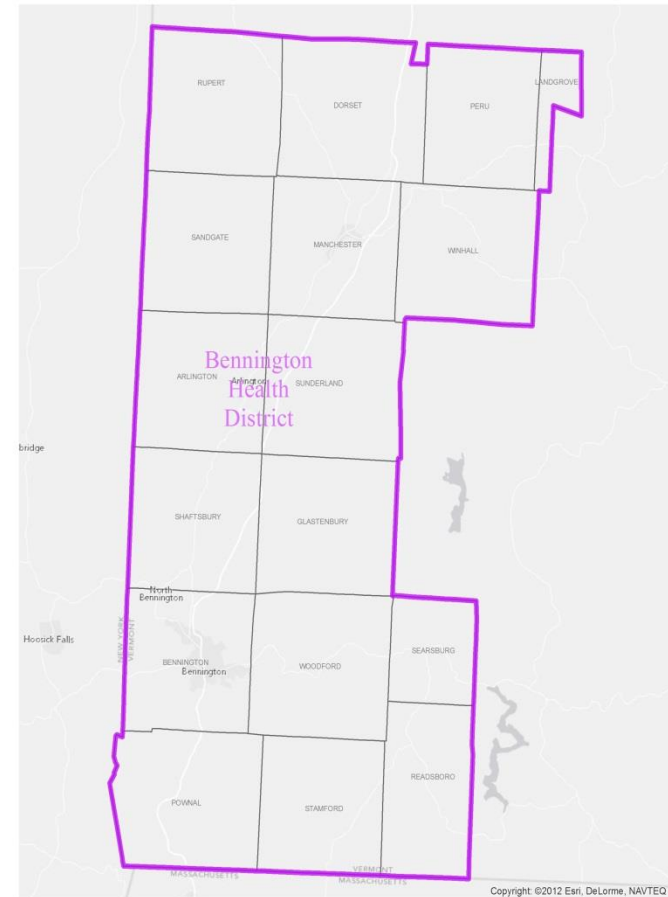 RUPERT
DORSET
PERU
LANDGROVE
SANDGATE
MANCHESTER
WINHALL
Bennington
Health
District
ARLINGTON
Arlington
SUNDERLAND
bridge
SHAFTSBURY
GLASTENBURY
North
Bennington
Hoosick Falls
NEW YORK
VERMONT
BENNINGTON
Bennington
WOODFORD
SEARSBURG
READSBORO
POWNAL
STAMFORD
VERMONT
MASSACHUSETTS
MASSACHUSETTS
Copyright: ©2012 Esri, DeLorme, NAVTEQ